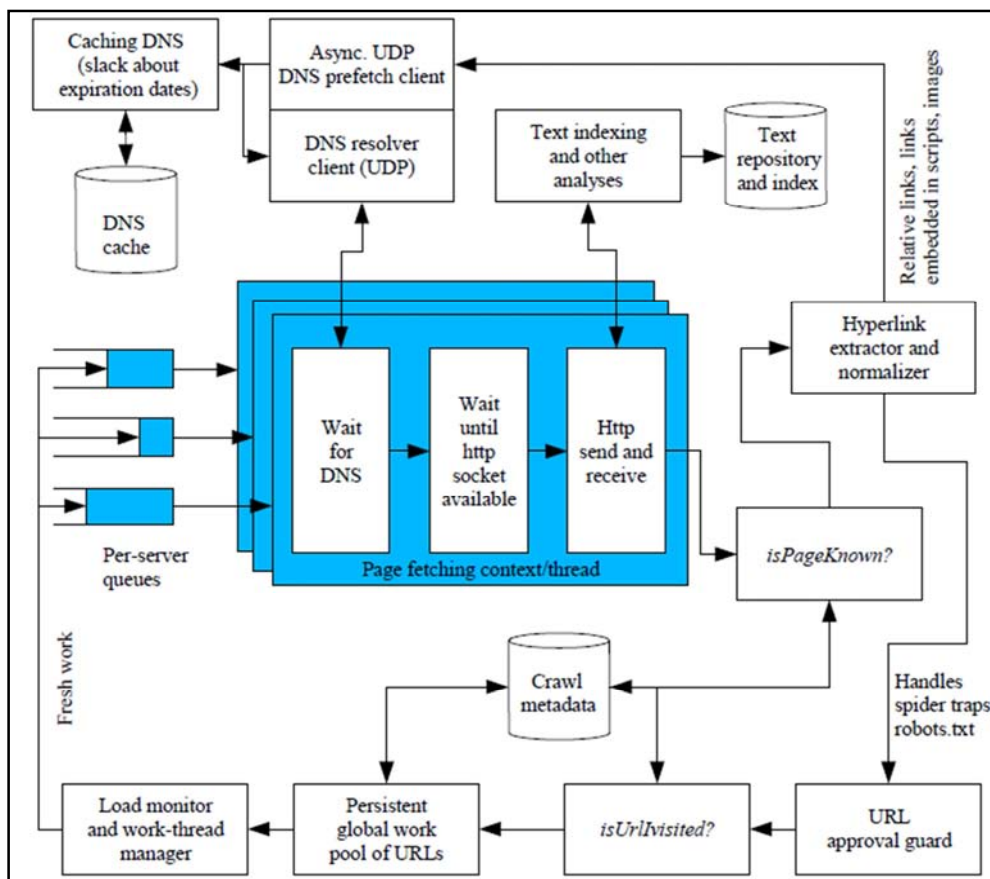 Caching DNS
(slack about
expiration dates)
Async. UDP
DNS prefetch client
DNS resolver
client (UDP)
Text indexing
and other
analyses
Text
repository
and index
DNS
cache
Relative links, links
embedded in scripts, images
Hyperlink
extractor and
normalizer
Wait
for
DNS
Wait
until
http
socket
available
Http
send and
receive
Per-server
queues
Page fetching context/thread
isPageKnown?
Fresh work
Crawl
metadata
Handles
spider traps
robots.txt
Load monitor
and work-thread
manager
Persistent
global work
pool of URLs
isUrlIvisited?
URL
approval guard